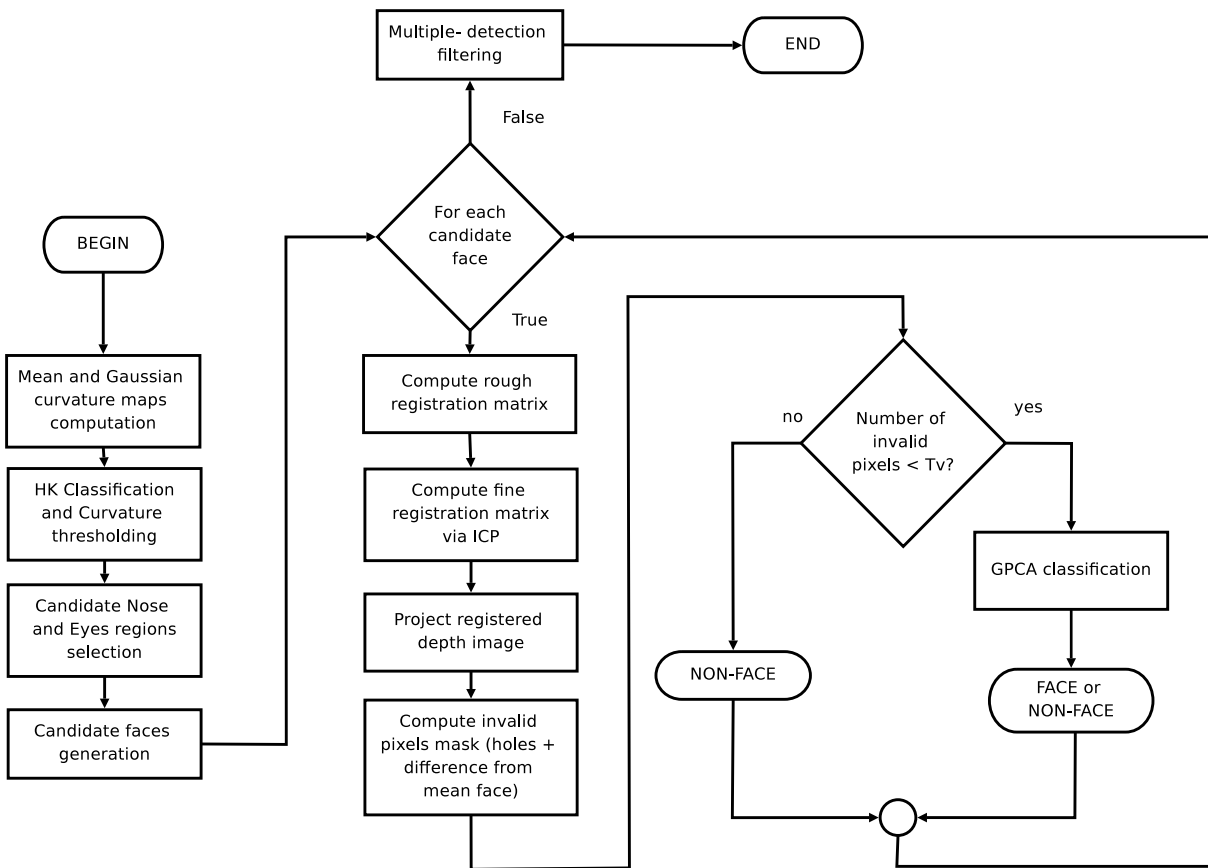 Multiple- detection
filtering
END
False
For each
candidate
face
True
BEGIN
Mean and Gaussian
curvature maps
computation
HK Classification
and Curvature
thresholding
Candidate Nose
and Eyes regions
selection
Candidate faces
generation
Compute rough
registration matrix
Compute fine
registration matrix
via ICP
Project registered
depth image
Compute invalid
pixels mask (holes +
difference from
mean face)
Number of
invalid
pixels < Tv?
no
yes
NON-FACE
GPCA classification
FACE or
NON-FACE